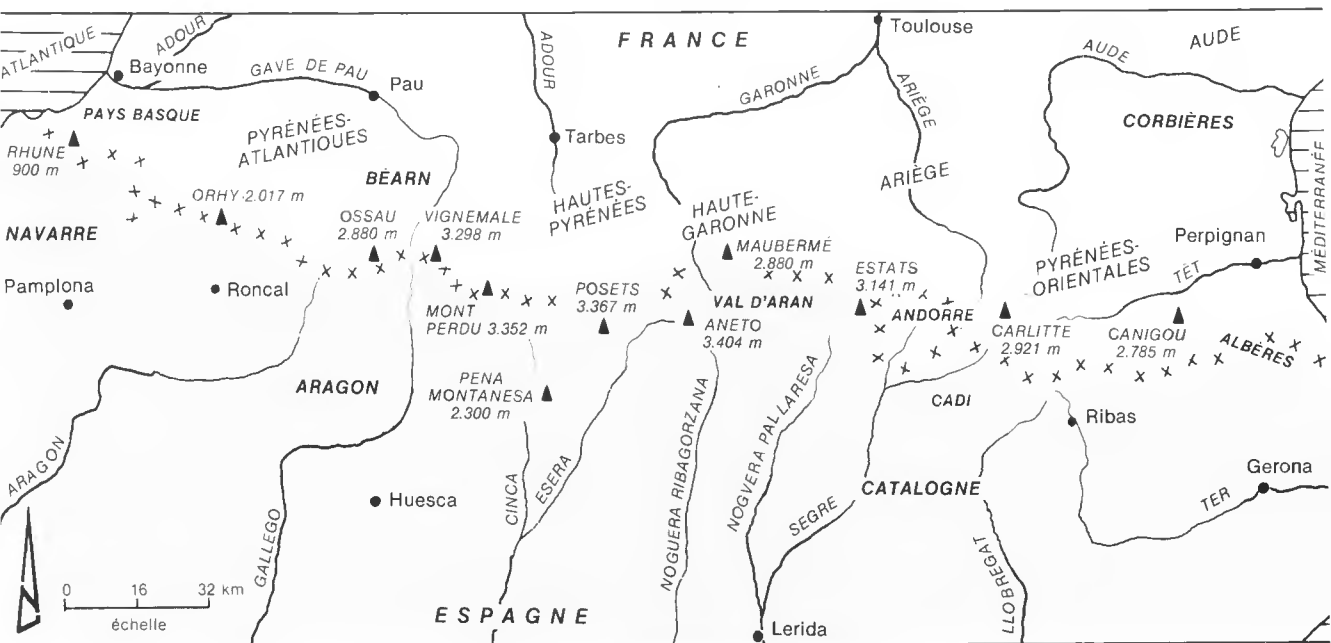 ATLANTIQUE
ADOUR
Bayonne
GAVE DE PAU
Pau
ADOUR
FRANCE
Toulouse
GARONNE
ARIÈGE
AUDE
AUDE
PAYS BASQUE
PYRÉNÉES-
ATLANTIQUES
Tarbes
CORBIÈRES
MÉDITERRANÉE
RHUNE
900 m
BÉARN
ARIÈGE
ORHY 2.017 m
OSSAU
2.880 m
VIGNEMALE
3.298 m
HAUTES-
PYRÉNÉES
HAUTE-
GARONNE
MAUBERMÉ
2.880 m
NAVARRE
Perpignan
PYRÉNÉES-
ORIENTALES
TÊT
Pamplona
Roncal
MONT
PERDU 3.352 m
POSETS
3.367 m
VAL D'ARAN
ANETO
3.404 m
ESTATS
3.141 m
ANDORRE
CARLITTE
2.921 m
CANIGOU
2.785 m
ALBÈRES
ARAGON
PENA
MONTANESA
2.300 m
CADI
Ribas
ARAGON
Huesca
GALLEGO
CINCA
ESERA
NOGUERA RIBAGORZANA
NOGVERA PALLARESA
SEGRE
CATALOGNE
LLOBREGAT
TER
Gerona
N
0 16 32 km
échelle
ESPAGNE
Lerida